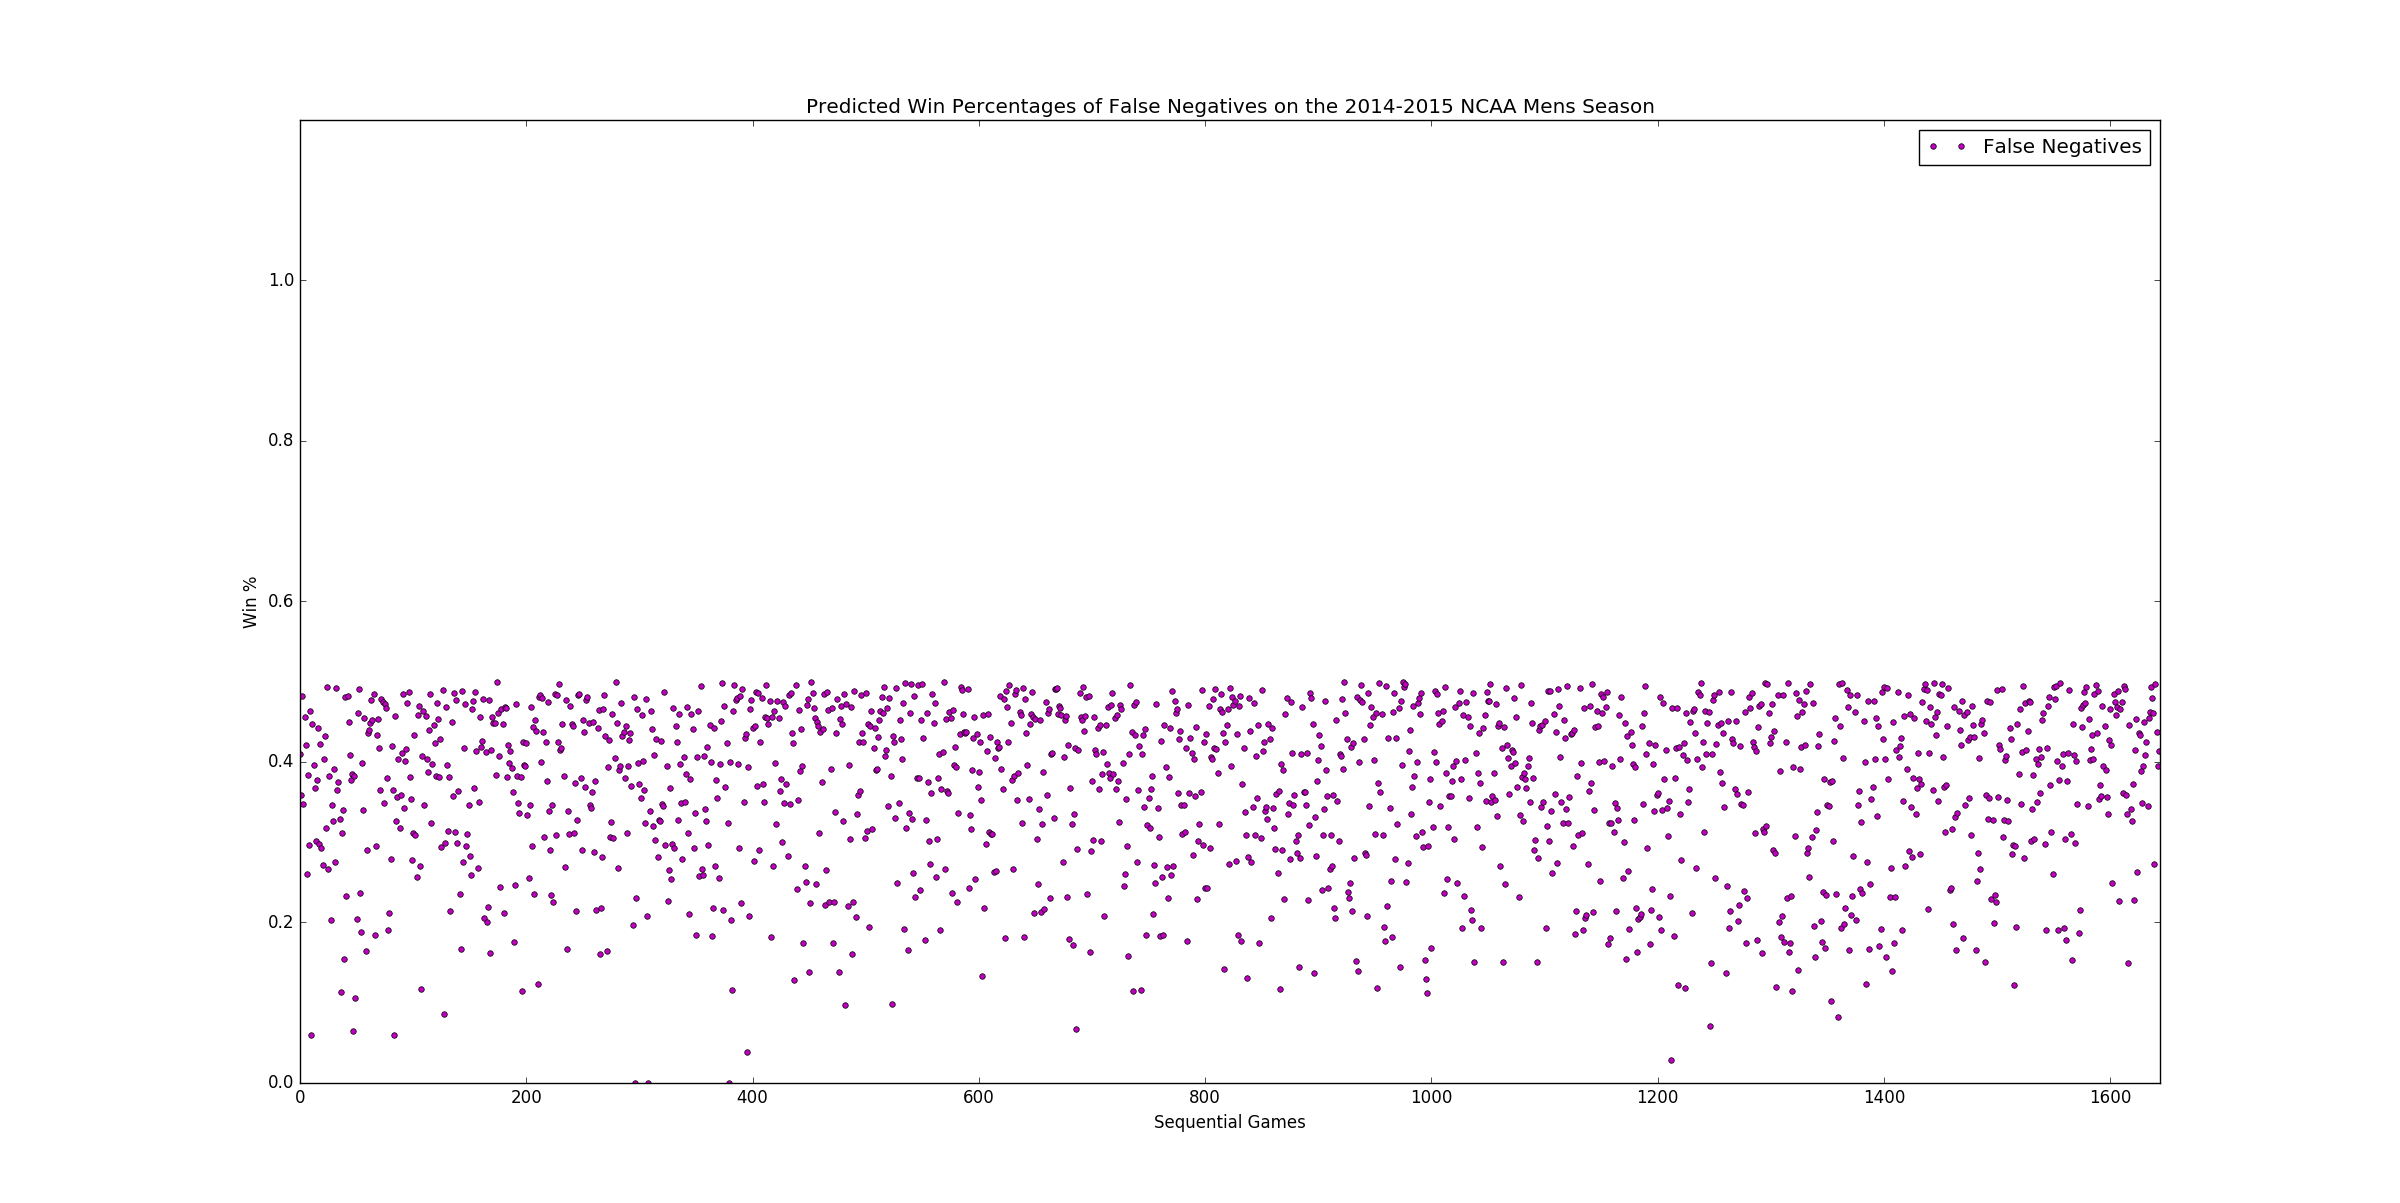 Predicted Win Percentages of False Negatives on the 2014-2015 NCAA Mens Season
False Negatives
1.0
0.8
0.6
0.4
0.2
0.0
Win %
0 200 400 600 800 1000 1200 1400 1600
Sequential Games